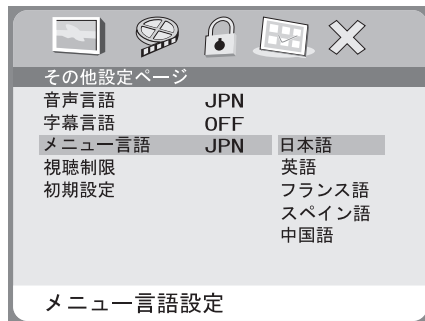 その他設定ページ
音声言語 JPN
字幕言語 OFF
メニュー言語 JPN 日本語
視聴制限 英語
初期設定 フランス語
スペイン語
中国語
メニュー言語設定